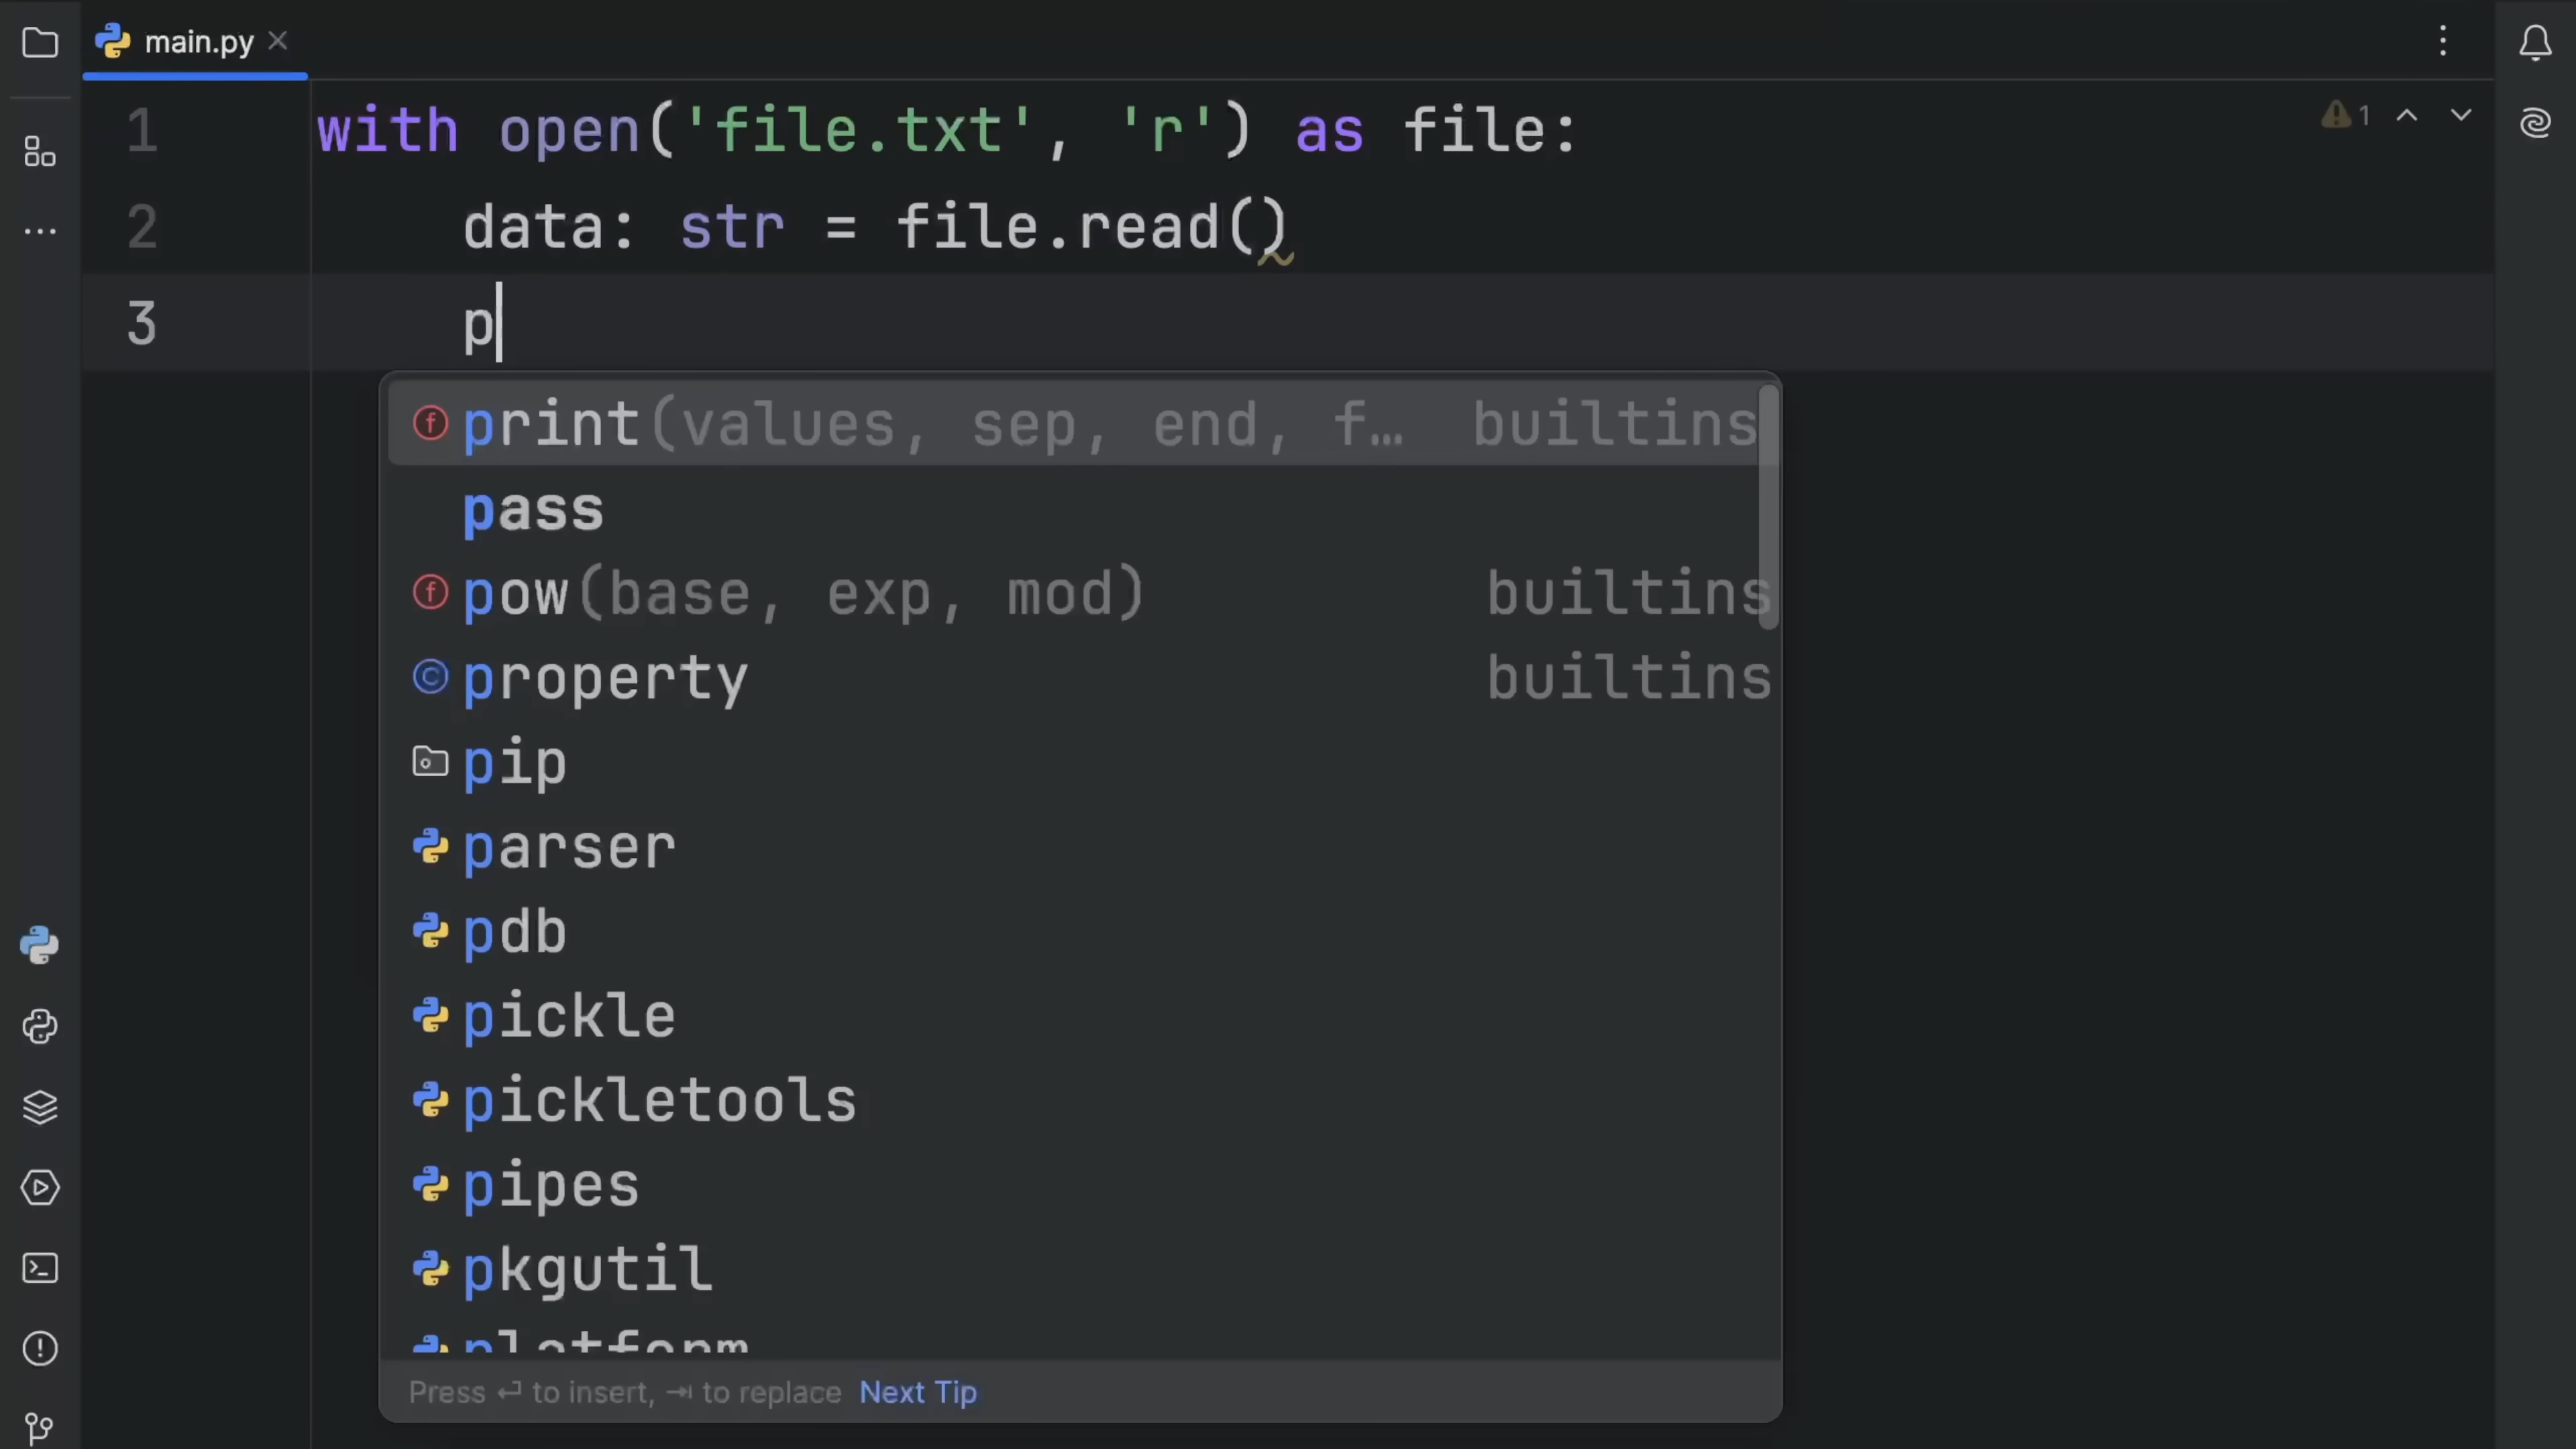 main.py
1 with open('file.txt', 'r') as file:
1
2 data: str = file.read()
3 p
print(values, sep, end, f… builtins
pass
pow(base, exp, mod) builtins
property builtins
pip
parser
pdb
pickle
pickletools
pipes
pkgutil
platform
Press ↵ to insert, ⇥ to replace Next Tip